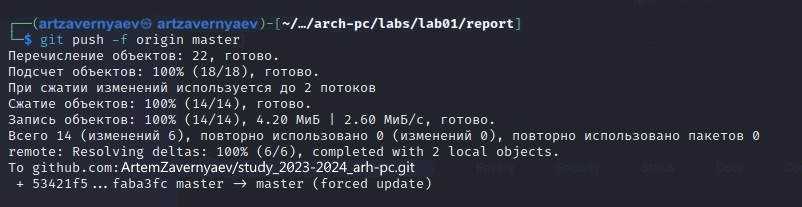 ┌──(artzavernyaev㉿ artzavernyaev)-[~/…/arch-pc/labs/lab01/report]
└─$ git push -f origin master
Перечисление объектов: 22, готово.
Подсчет объектов: 100% (18/18), готово.
При сжатии изменений используется до 2 потоков
Сжатие объектов: 100% (14/14), готово.
Запись объектов: 100% (14/14), 4.20 МиБ | 2.60 МиБ/с, готово.
Всего 14 (изменений 6), повторно использовано 0 (изменений 0), повторно использовано пакетов 0
remote: Resolving deltas: 100% (6/6), completed with 2 local objects.
To github.com:ArtemZavernyaev/study_2023-2024_arh-pc.git
 + 53421f5...faba3fc master -> master (forced update)